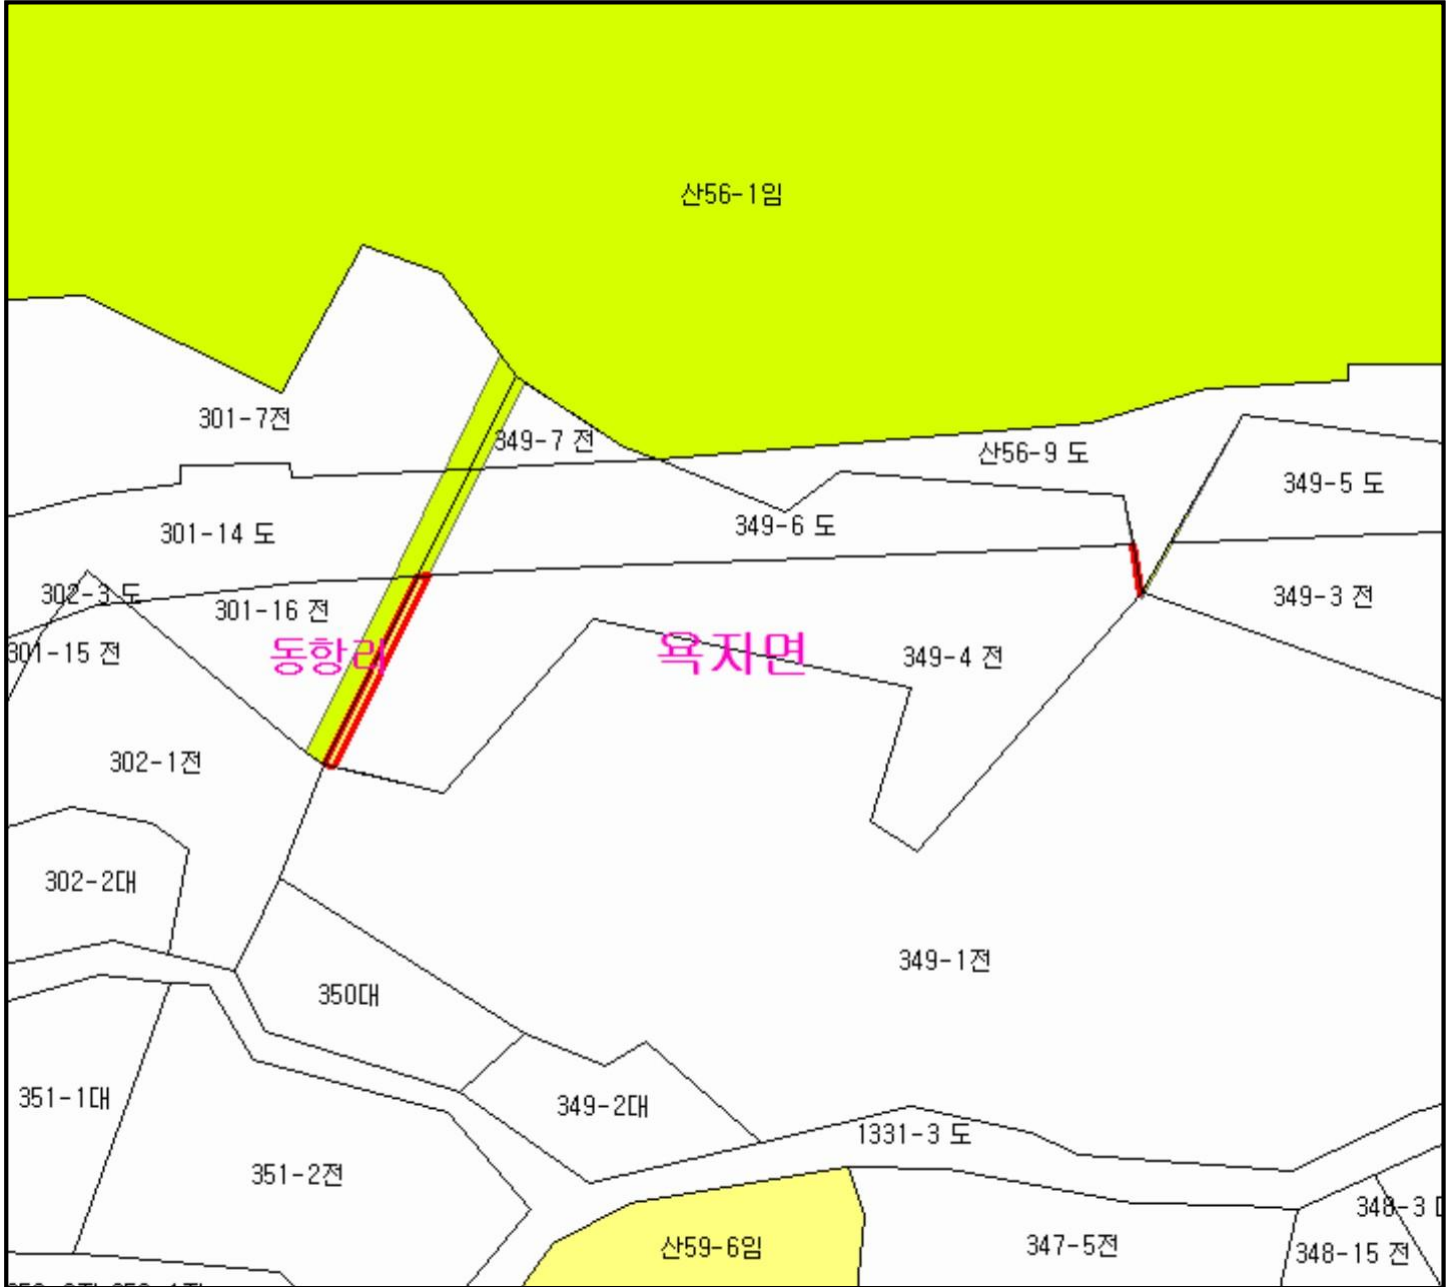 산56-1임
301-7전
349-7 전
산56-9 도
349-5 도
301-14 도
349-6 도
302-3 도
301-16 전
349-3 전
301-15 전
동항리
욕지면
349-4 전
302-1전
302-2대
349-1전
350대
351-1대
349-2대
1331-3 도
351-2전
348-3
산59-6임
347-5전
348-15 전